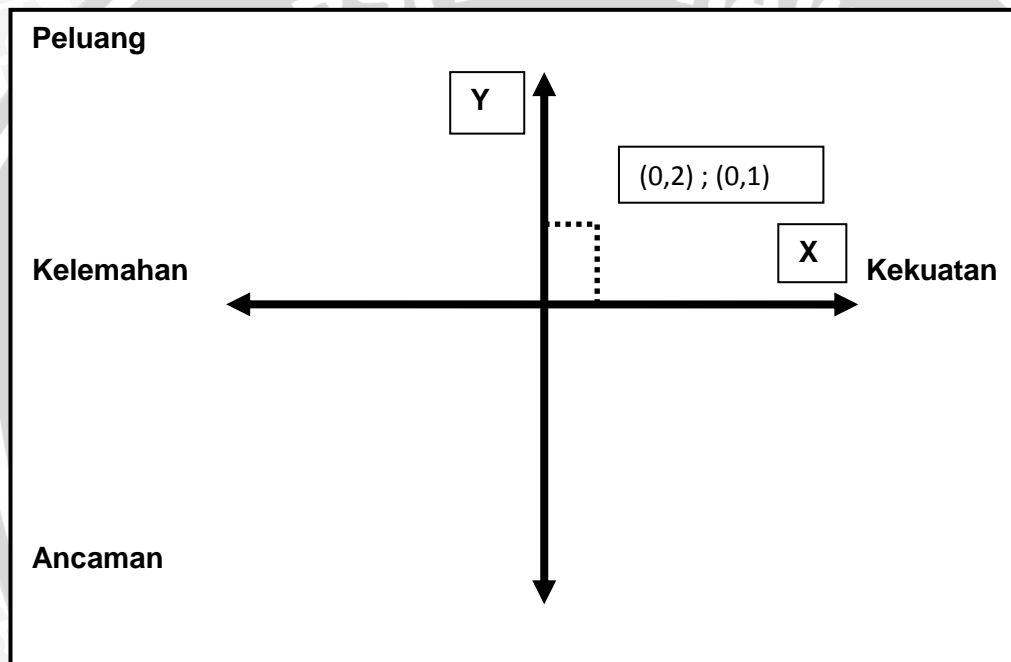 Peluang
Y
(0,2) ; (0,1)
X
Kelemahan
Kekuatan
Ancaman